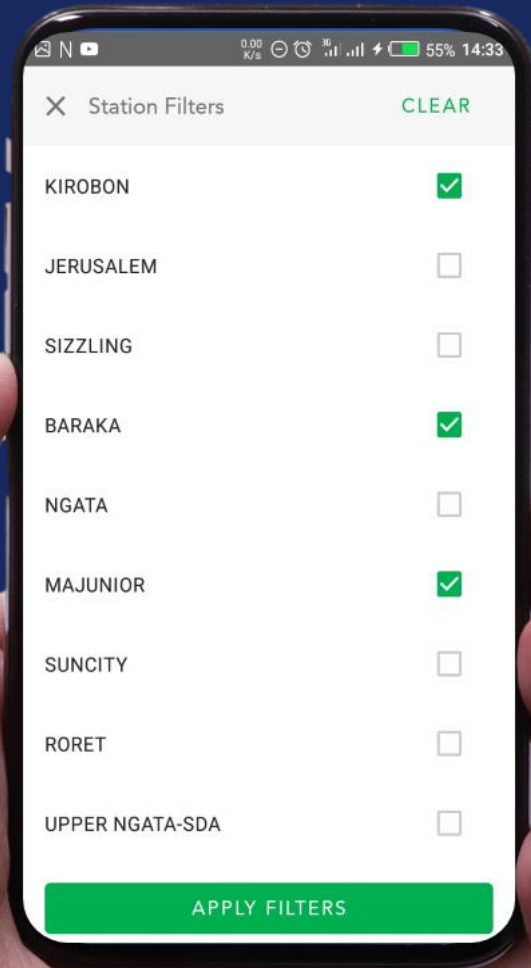 N 0.00 K/s 3G 55% 14:33
Station Filters CLEAR
KIROBON
JERUSALEM
SIZZLING
BARAKA
NGATA
MAJUNIOR
SUNCITY
RORET
UPPER NGATA-SDA
APPLY FILTERS